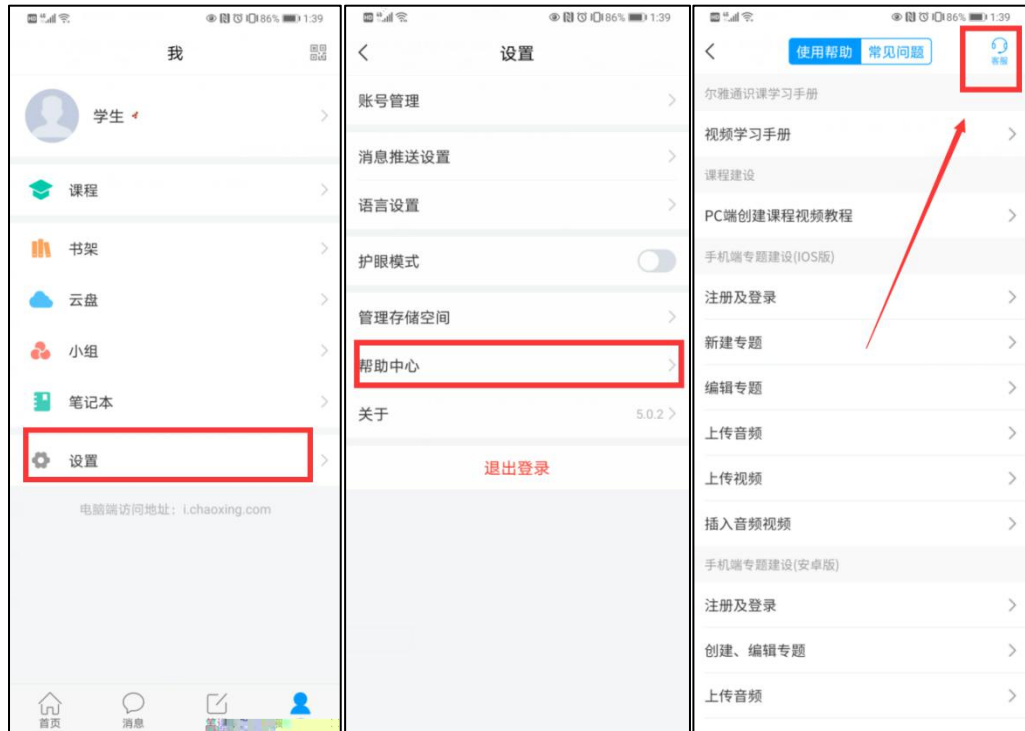 86% 1:39
我
学生
课程
书架
云盘
小组
笔记本
设置
电脑端访问地址：i.chaoxing.com
首页
消息
86% 1:39
设置
账号管理
消息推送设置
语言设置
护眼模式
管理存储空间
帮助中心
关于 5.0.2
退出登录
86% 1:39
使用帮助 常见问题 客服
尔雅通识课学习手册
视频学习手册
课程建设
PC端创建课程视频教程
手机端专题建设(IOS版)
注册及登录
新建专题
编辑专题
上传音频
上传视频
插入音频视频
手机端专题建设(安卓版)
注册及登录
创建、编辑专题
上传音频